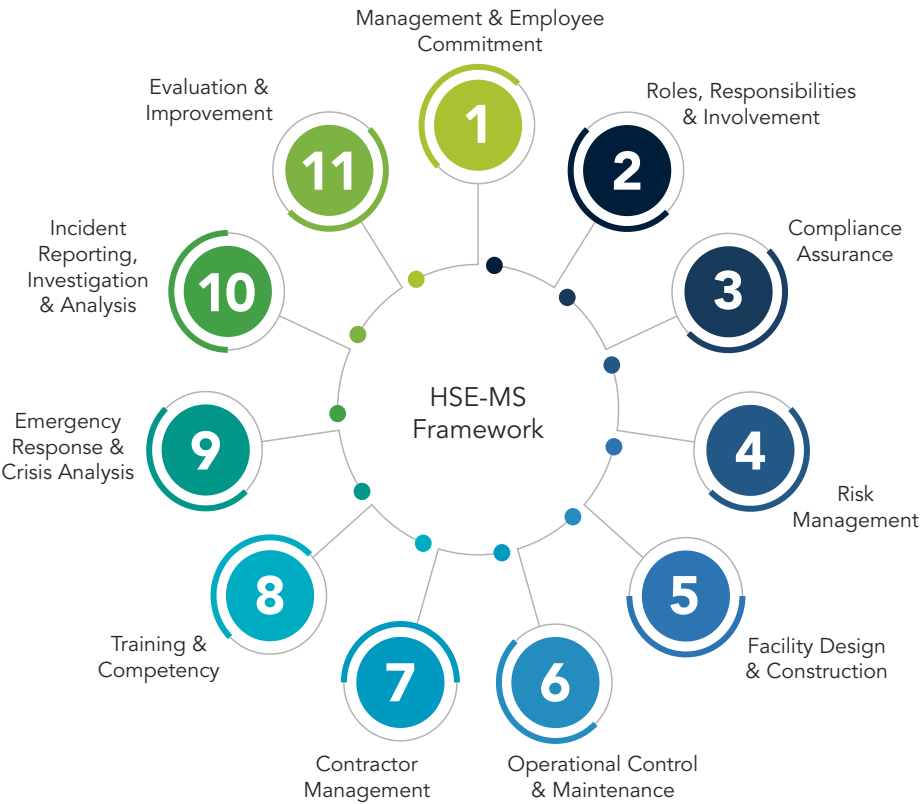 Management & Employee
Commitment
1
Roles, Responsibilities
& Involvement
2
Compliance
Assurance
3
Risk
Management
4
Facility Design
& Construction
5
Operational Control
& Maintenance
6
Contractor
Management
7
Training &
Competency
8
Emergency
Response &
Crisis Analysis
9
Incident
Reporting,
Investigation
& Analysis
10
Evaluation &
Improvement
11
HSE-MS
Framework